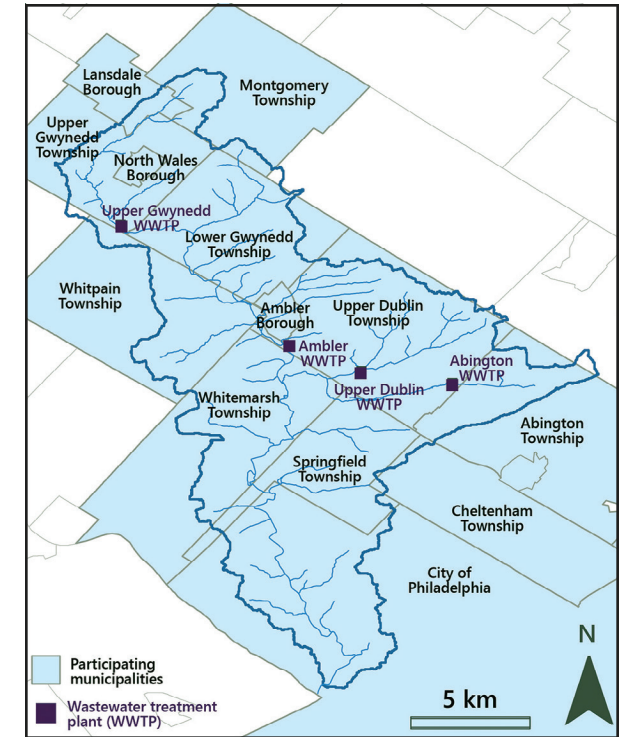 Lansdale
Borough
Montgomery
Township
Upper
Gwynedd
Township
North Wales
Borough
Upper Gwynedd
WWTP
Lower Gwynedd
Township
Whitpain
Township
Ambler
Borough
Upper Dublin
Township
Ambler
WWTP
Abington
WWTP
Upper Dublin
WWTP
Whitemarsh
Township
Abington
Township
Springfield
Township
Cheltenham
Township
City of
Philadelphia
N
Participating
municipalities
Wastewater treatment
plant (WWTP)
5 km